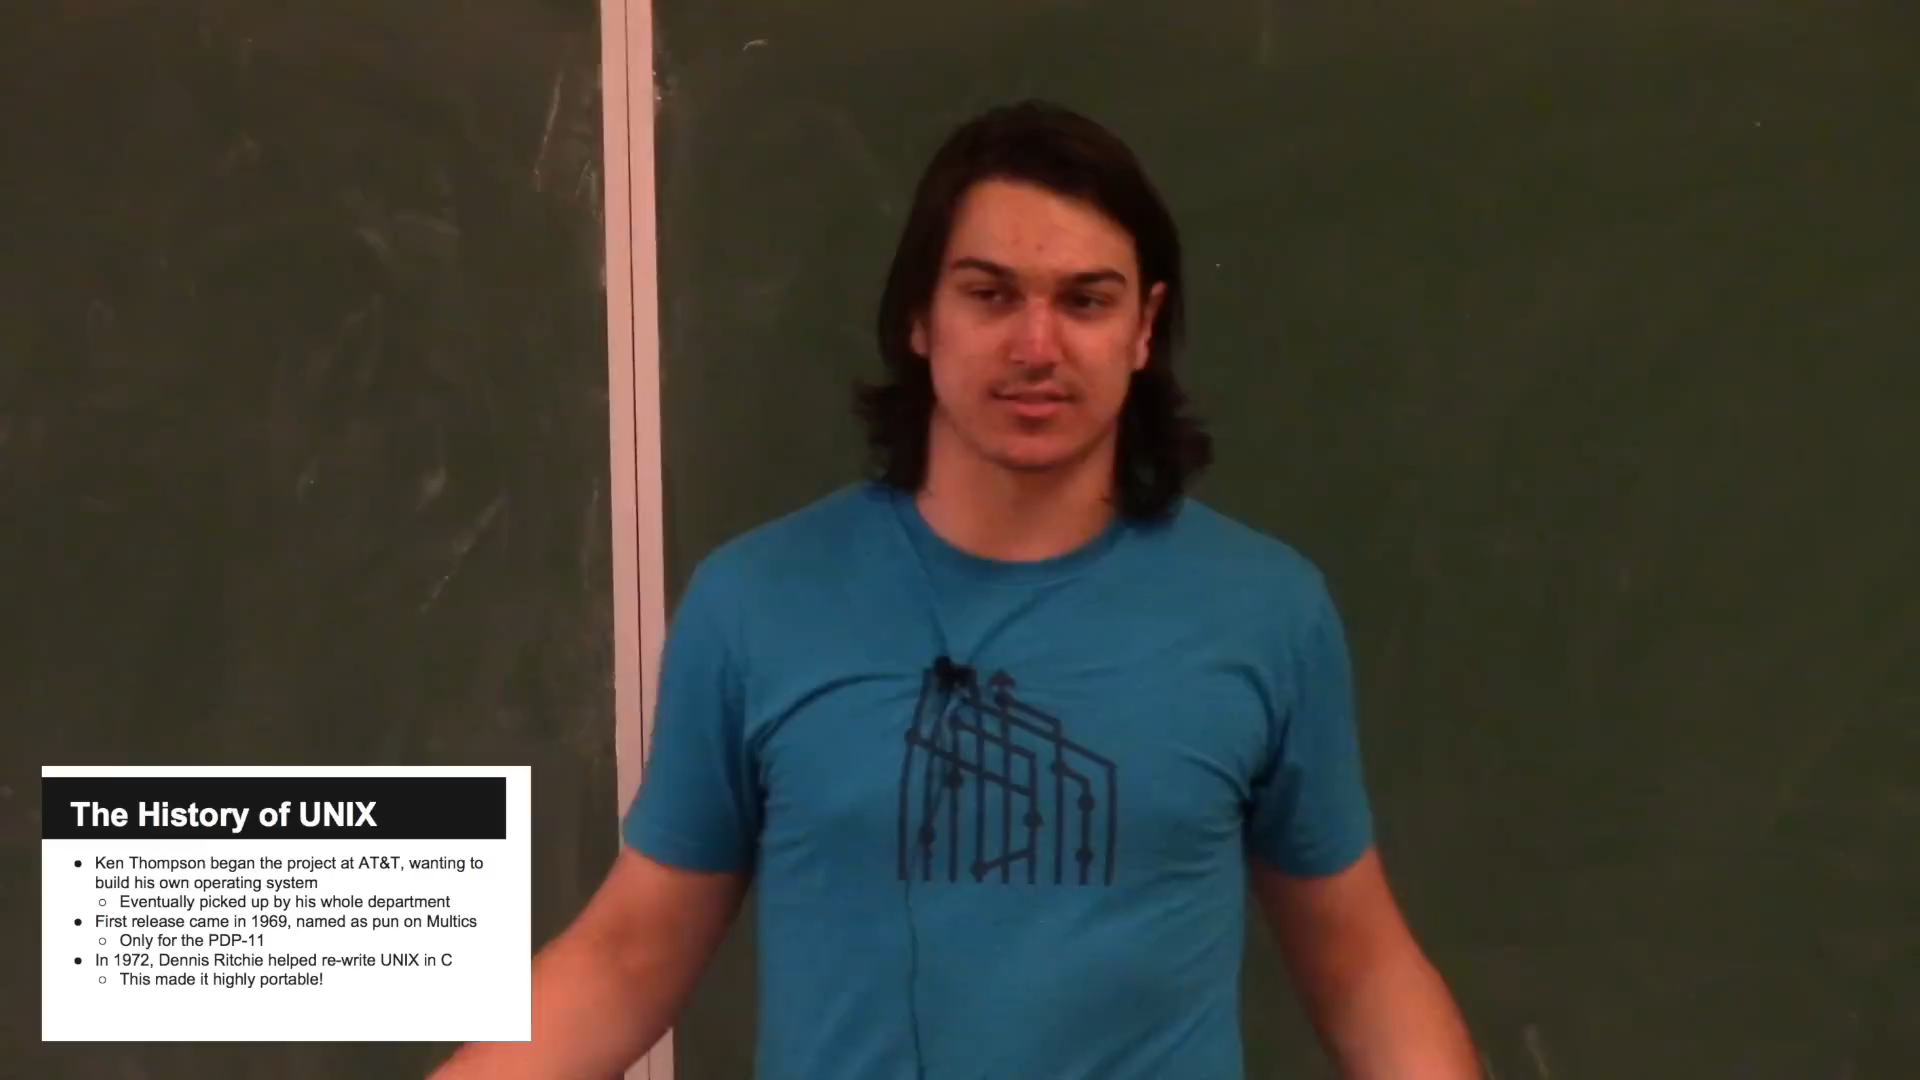 The History of UNIX
● Ken Thompson began the project at AT&T, wanting to
build his own operating system
○ Eventually picked up by his whole department
● First release came in 1969, named as pun on Multics
○ Only for the PDP-11
● In 1972, Dennis Ritchie helped re-write UNIX in C
○ This made it highly portable!